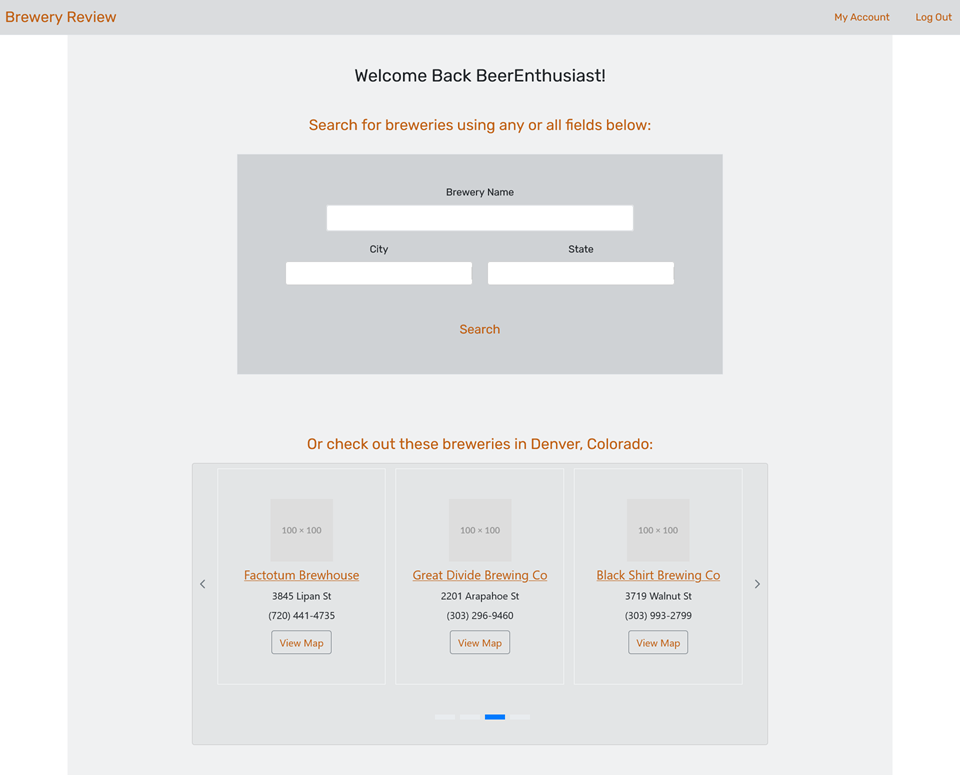 Brewery Review
My Account
Log Out
Welcome Back BeerEnthusiast!
Search for breweries using any or all fields below:
Brewery Name
City
State
Search
Or check out these breweries in Denver, Colorado:
100 × 100
Factotum Brewhouse
3845 Lipan St
(720) 441-4735
View Map
100 × 100
Great Divide Brewing Co
2201 Arapahoe St
(303) 296-9460
View Map
100 × 100
Black Shirt Brewing Co
3719 Walnut St
(303) 993-2799
View Map